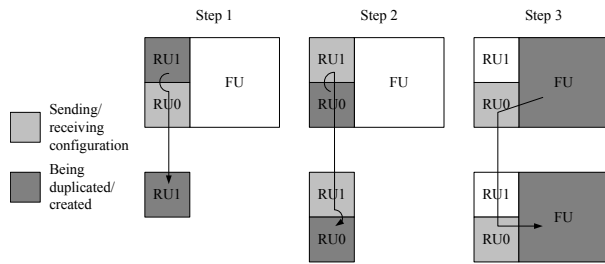 Step 1
Step 2
Step 3
RU1
RU0
FU
RU1
RU0
FU
RU1
RU0
FU
Sending/
receiving
configuration
Being
duplicated/
created
RU1
RU1
RU0
RU1
RU0
FU